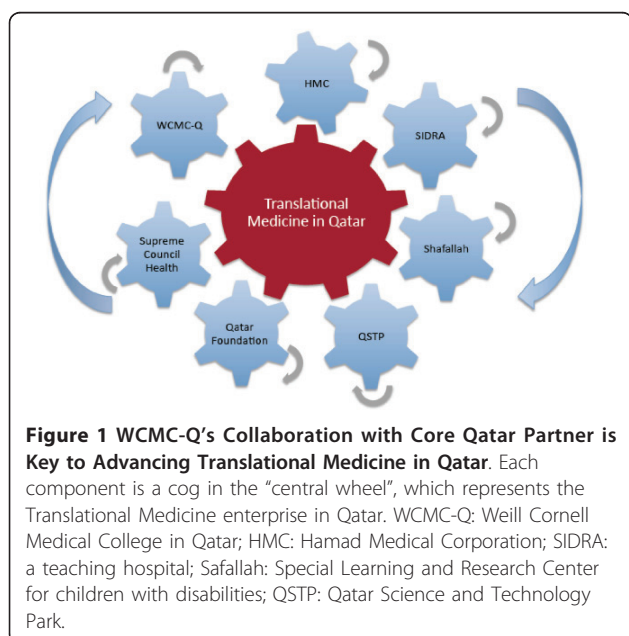 HMC
WCMC-Q
SIDRA
Translational
Medicine in Qatar
Supreme
Council
Health
Shafallah
Qatar
Foundation
QSTP
Figure 1 WCMC-Q's Collaboration with Core Qatar Partner is
Key to Advancing Translational Medicine in Qatar. Each
component is a cog in the "central wheel", which represents the
Translational Medicine enterprise in Qatar. WCMC-Q: Weill Cornell
Medical College in Qatar; HMC: Hamad Medical Corporation; SIDRA:
a teaching hospital; Safallah: Special Learning and Research Center
for children with disabilities; QSTP: Qatar Science and Technology
Park.